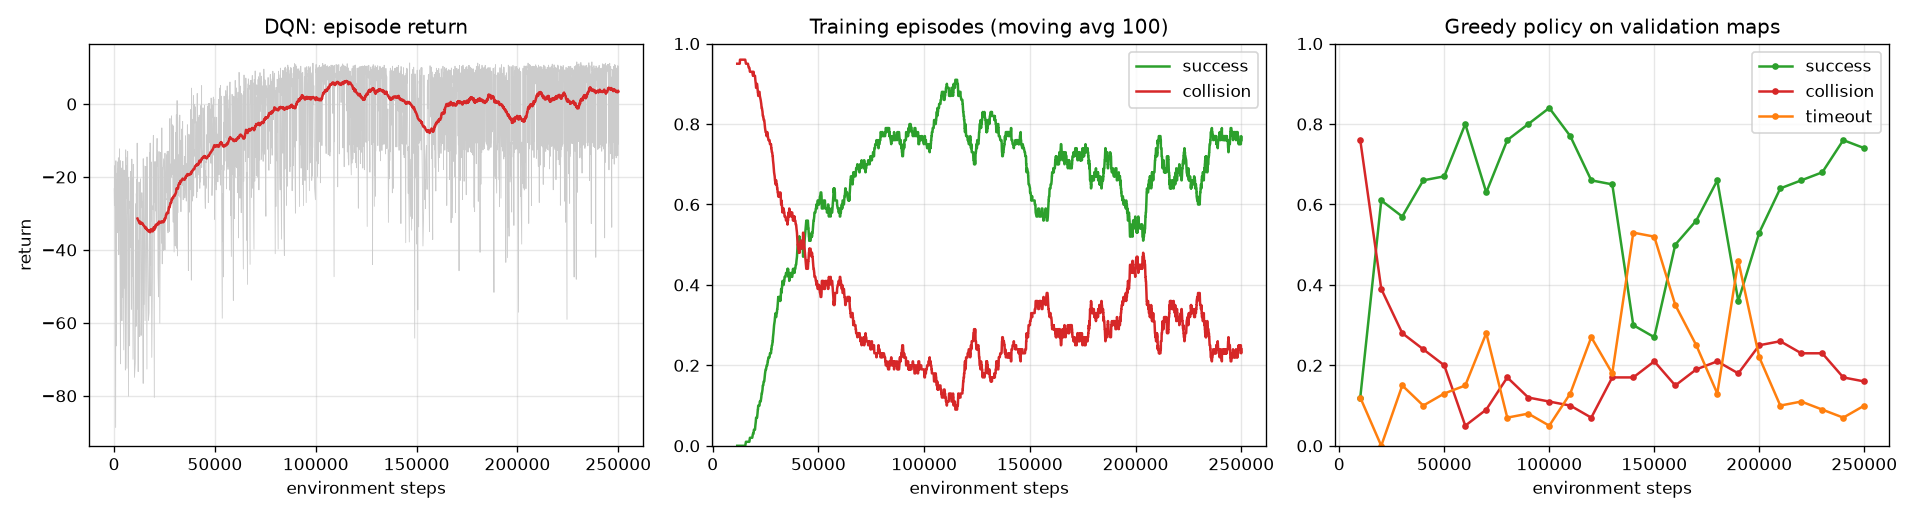 DQN: episode return
0
−20
−40
−60
−80
return
0
50000
100000
150000
200000
250000
environment steps
Training episodes (moving avg 100)
success
collision
1.0
0.8
0.6
0.4
0.2
0.0
0
50000
100000
150000
200000
250000
environment steps
Greedy policy on validation maps
success
collision
timeout
1.0
0.8
0.6
0.4
0.2
0.0
0
50000
100000
150000
200000
250000
environment steps